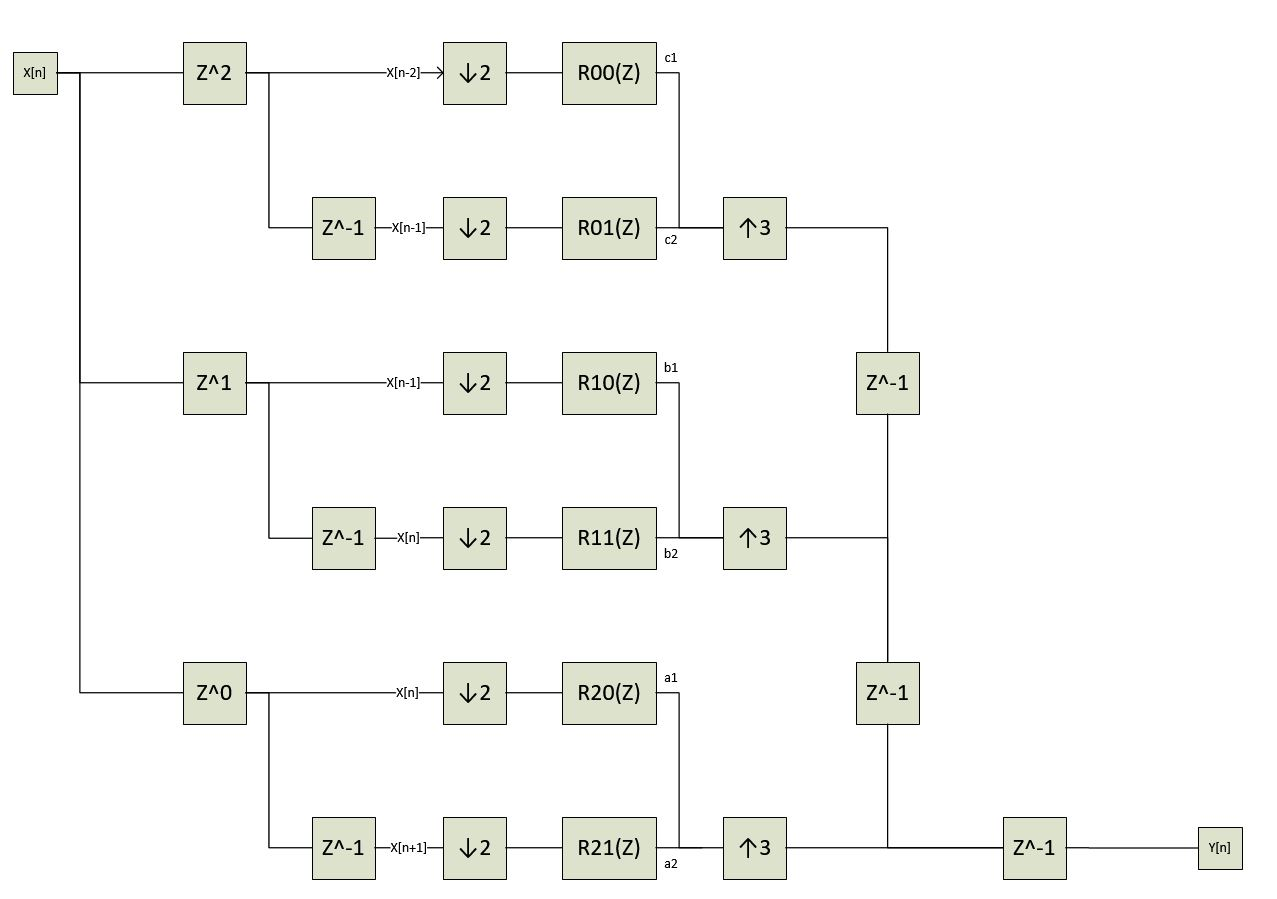 X[n]
Z^2
X[n-2]
↓2
R00(Z)
c1
Z^-1
X[n-1]
↓2
R01(Z)
c2
↑3
Z^1
X[n-1]
↓2
R10(Z)
b1
Z^-1
Z^-1
X[n]
↓2
R11(Z)
b2
↑3
Z^0
X[n]
↓2
R20(Z)
a1
Z^-1
Z^-1
X[n+1]
↓2
R21(Z)
a2
↑3
Z^-1
Y[n]